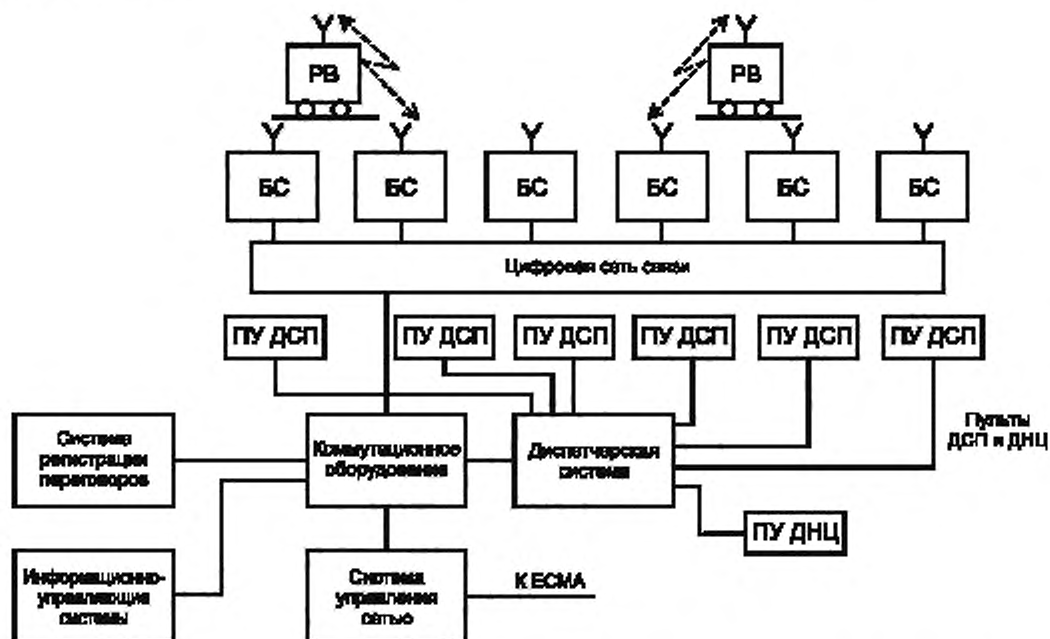 РВ
РВ
БС
БС
БС
БС
БС
БС
Цифровая сеть связи
ПУ ДСП
ПУ ДСП
ПУ ДСП
ПУ ДСП
ПУ ДСП
ПУ ДСП
Система
регистрации
переговоров
Коммутационное
оборудование
Диспетчерская
система
Пульты
ДСП и ДНЦ
ПУ ДНЦ
Информационно-
управляющие
системы
Система
управления
сетью
К ЕСМА